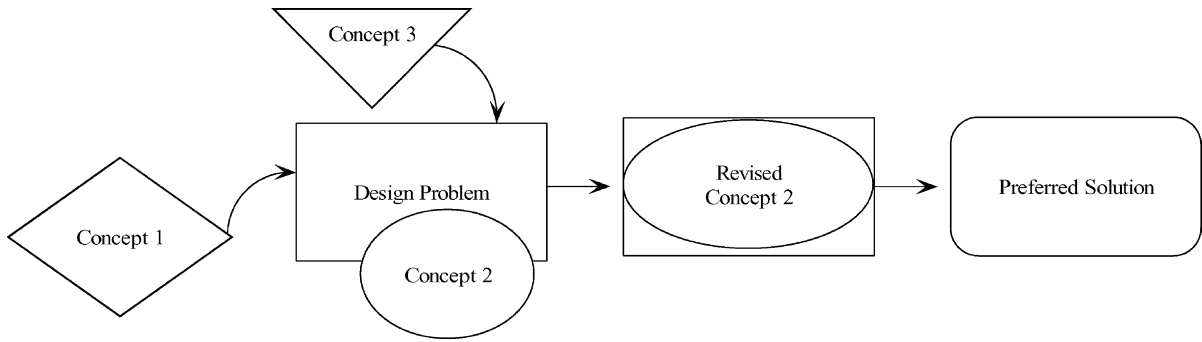 Concept 3
Concept 1
Design Problem
Concept 2
Revised
Concept 2
Preferred Solution